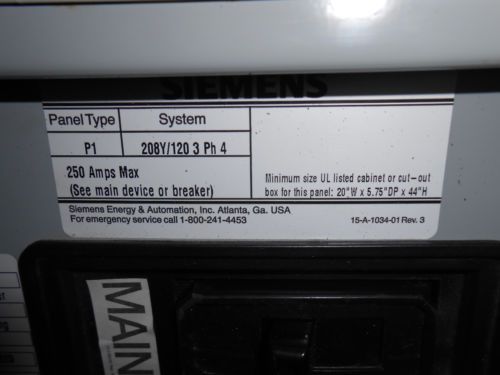 SIEMENS
Panel Type System
P1 208Y/120 3 Ph 4
250 Amps Max
(See main device or breaker)
Minimum size UL listed cabinet or cut-out
box for this panel: 20"W x 5.75"DP x 44"H
Siemens Energy & Automation, Inc. Atlanta, Ga. USA
For emergency service call 1-800-241-4453
15-A-1034-01 Rev. 3
MAIN